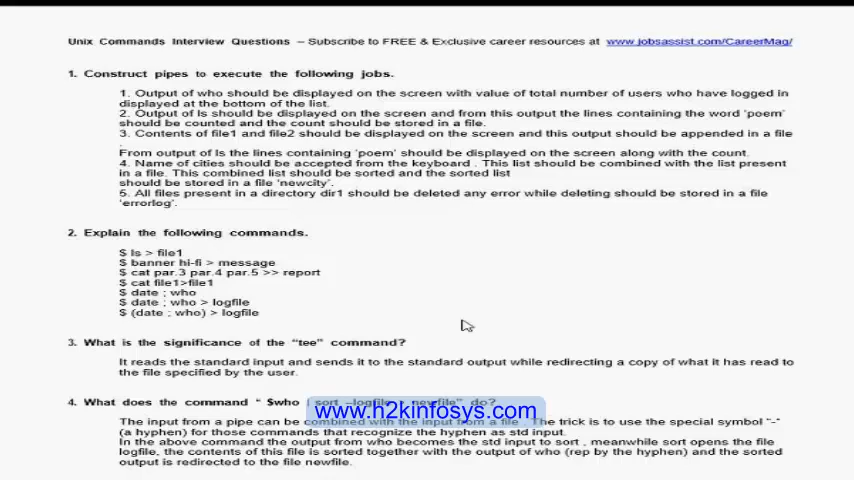 Unix Commands Interview Questions – Subscribe to FREE & Exclusive career resources at www.jobsassist.com/CareerMag/
1. Construct pipes to execute the following jobs.
1. Output of who should be displayed on the screen with value of total number of users who have logged in
displayed at the bottom of the list.
2. Output of ls should be displayed on the screen and from this output the lines containing the word 'poem'
should be counted and the count should be stored in a file.
3. Contents of file1 and file2 should be displayed on the screen and this output should be appended in a file
.
From output of ls the lines containing 'poem' should be displayed on the screen along with the count.
4. Name of cities should be accepted from the keyboard . This list should be combined with the list present
in a file. This combined list should be sorted and the sorted list
should be stored in a file 'newcity'.
5. All files present in a directory dir1 should be deleted any error while deleting should be stored in a file
'errorlog'.
2. Explain the following commands.
$ ls > file1
$ banner hi-fi > message
$ cat par.3 par.4 par.5 >> report
$ cat file1>file1
$ date ; who
$ date ; who > logfile
$ (date ; who) > logfile
3. What is the significance of the "tee" command?
It reads the standard input and sends it to the standard output while redirecting a copy of what it has read to
the file specified by the user.
4. What does the command " $who | sort –logfile > newfile" do?
www.h2kinfosys.com
The input from a pipe can be combined with the input from a file . The trick is to use the special symbol "-"
(a hyphen) for those commands that recognize the hyphen as std input.
In the above command the output from who becomes the std input to sort , meanwhile sort opens the file
logfile, the contents of this file is sorted together with the output of who (rep by the hyphen) and the sorted
output is redirected to the file newfile.